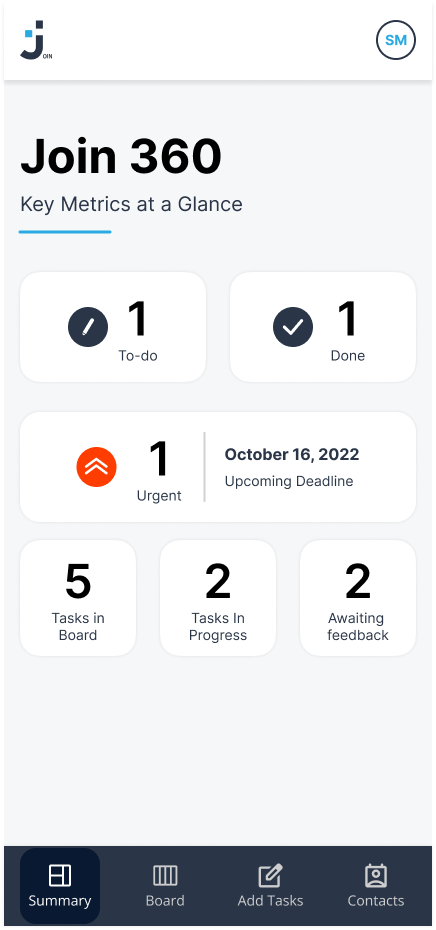 JOIN
SM
Join 360
Key Metrics at a Glance
1
To-do
1
Done
1
Urgent
October 16, 2022
Upcoming Deadline
5
Tasks in
Board
2
Tasks In
Progress
2
Awaiting
feedback
Summary
Board
Add Tasks
Contacts